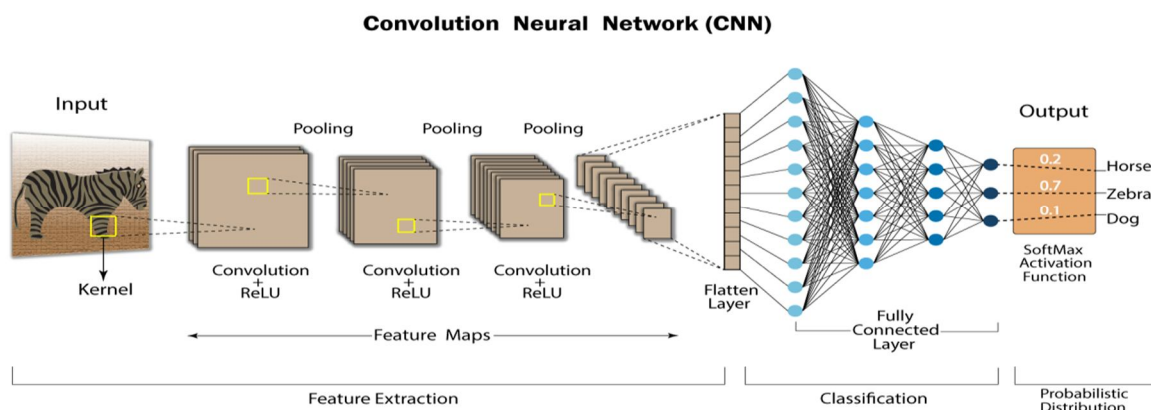 Convolution Neural Network (CNN)
Input
Output
Pooling
Pooling
Pooling
0.2
Horse
0.7
Zebra
0.1
Dog
Kernel
Convolution
+
ReLU
Convolution
+
ReLU
Convolution
+
ReLU
Flatten
Layer
SoftMax
Activation
Function
Feature Maps
Fully
Connected
Layer
Feature Extraction
Classification
Probabilistic
Distribution